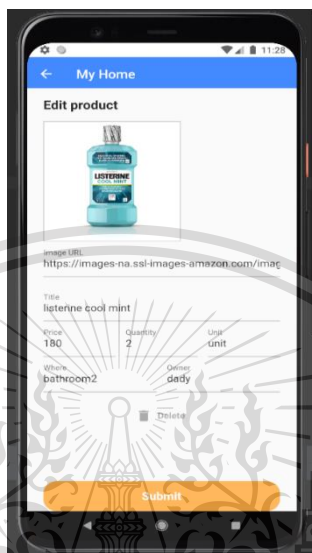 11:28
My Home
Edit product
LISTERINE
COOL MINT
image URL
https://images-na.ssl-images-amazon.com/imag
Title
listerine cool mint
Price Quantity Unit
180 2 unit
Where Owner
bathroom2 dady
Delete
Submit